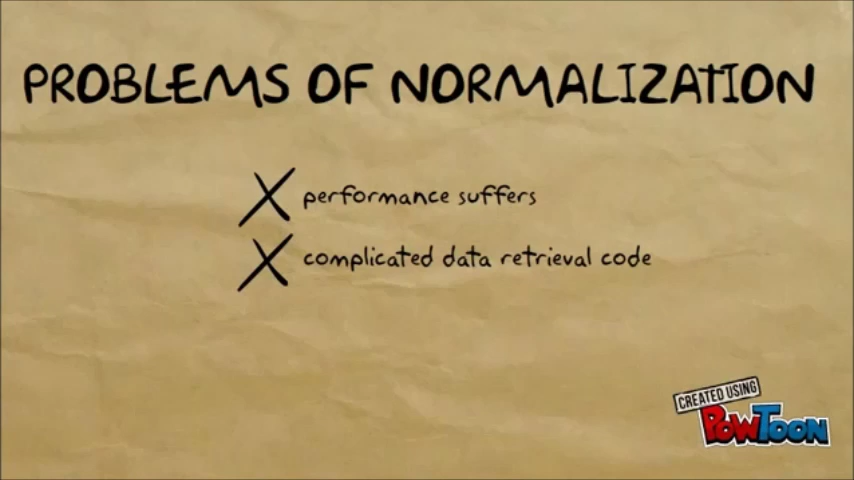 PROBLEMS OF NORMALIZATION
performance suffers
complicated data retrieval code
CREATED USING
POWTOON